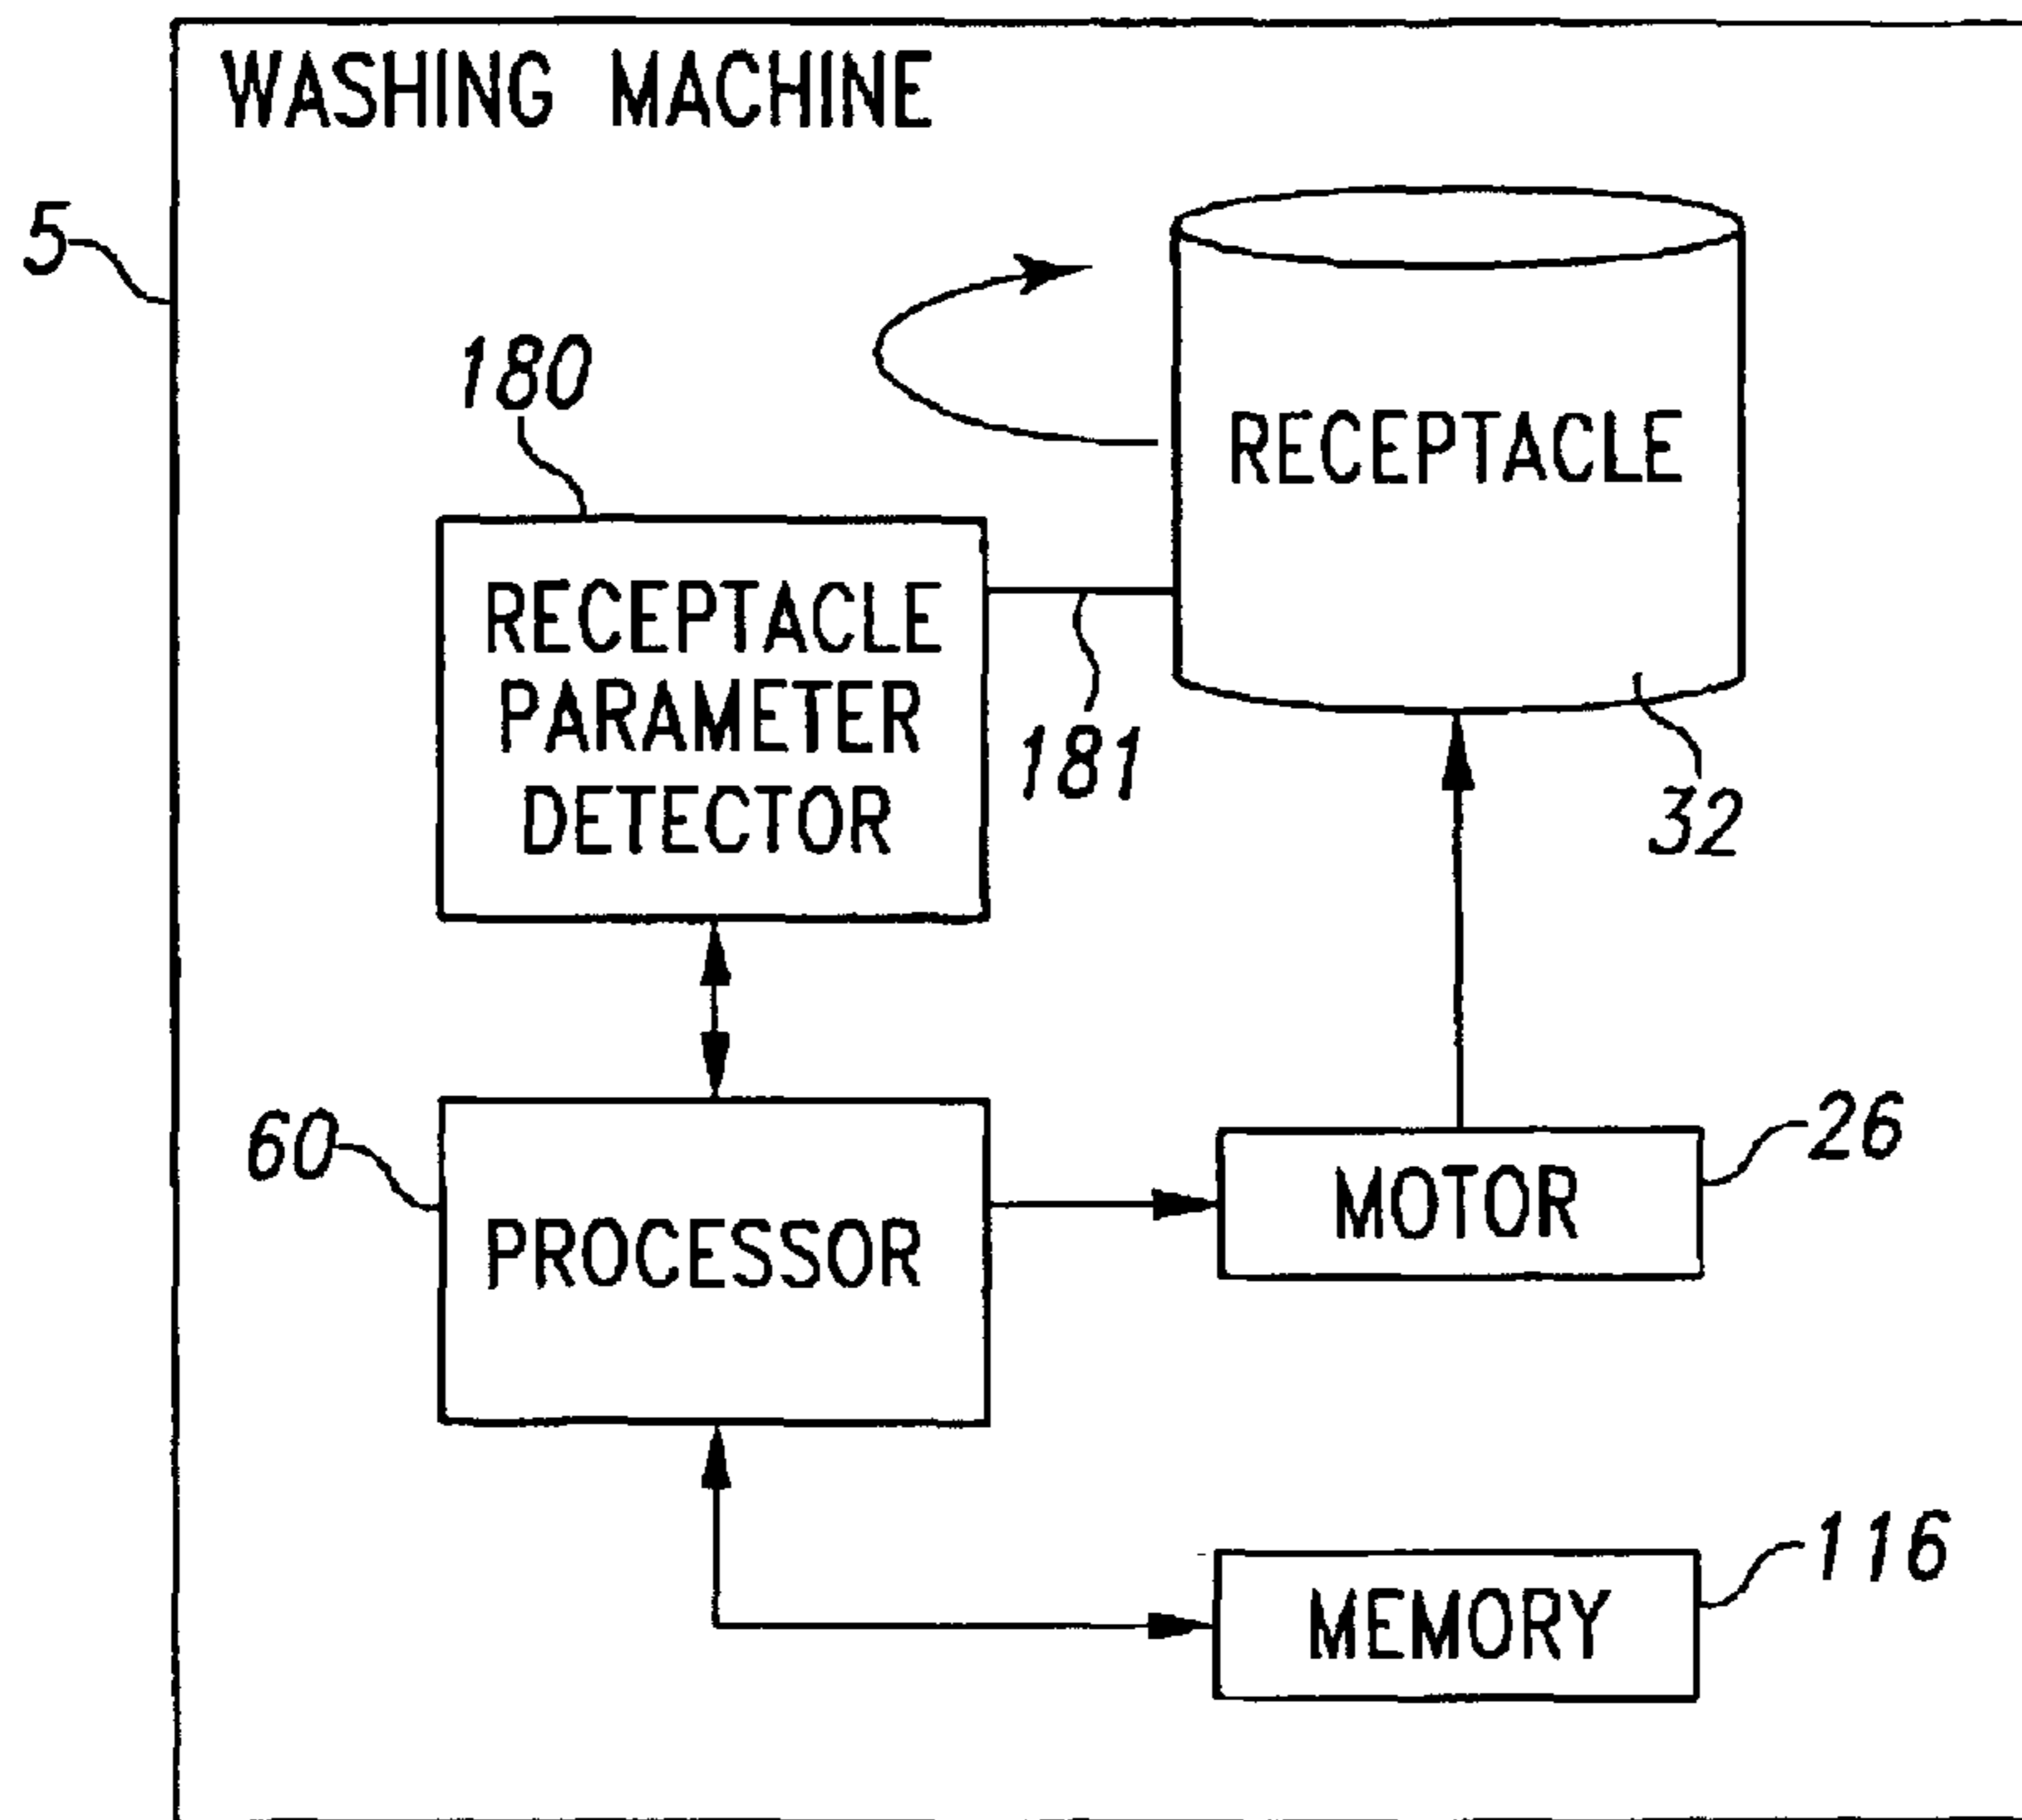 WASHING MACHINE
5
180
RECEPTACLE
RECEPTACLE
PARAMETER
DETECTOR
181
32
60
PROCESSOR
MOTOR
26
MEMORY
116